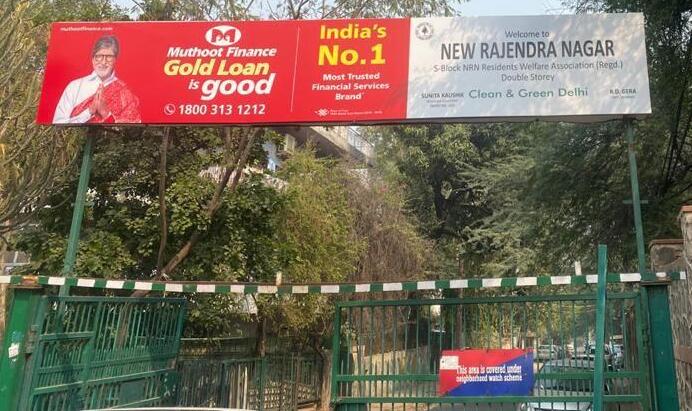 muthootfinance.com
Muthoot Finance
Gold Loan
is good
1800 313 1212
India's
No.1
Most Trusted
Financial Services
Brand*
Welcome to
NEW RAJENDRA NAGAR
S-Block NRN Residents Welfare Association (Regd.)
Double Storey
SUNITA KAUSHIK
Clean & Green Delhi
R.D. GERA
This area is covered under
neighborhood watch scheme